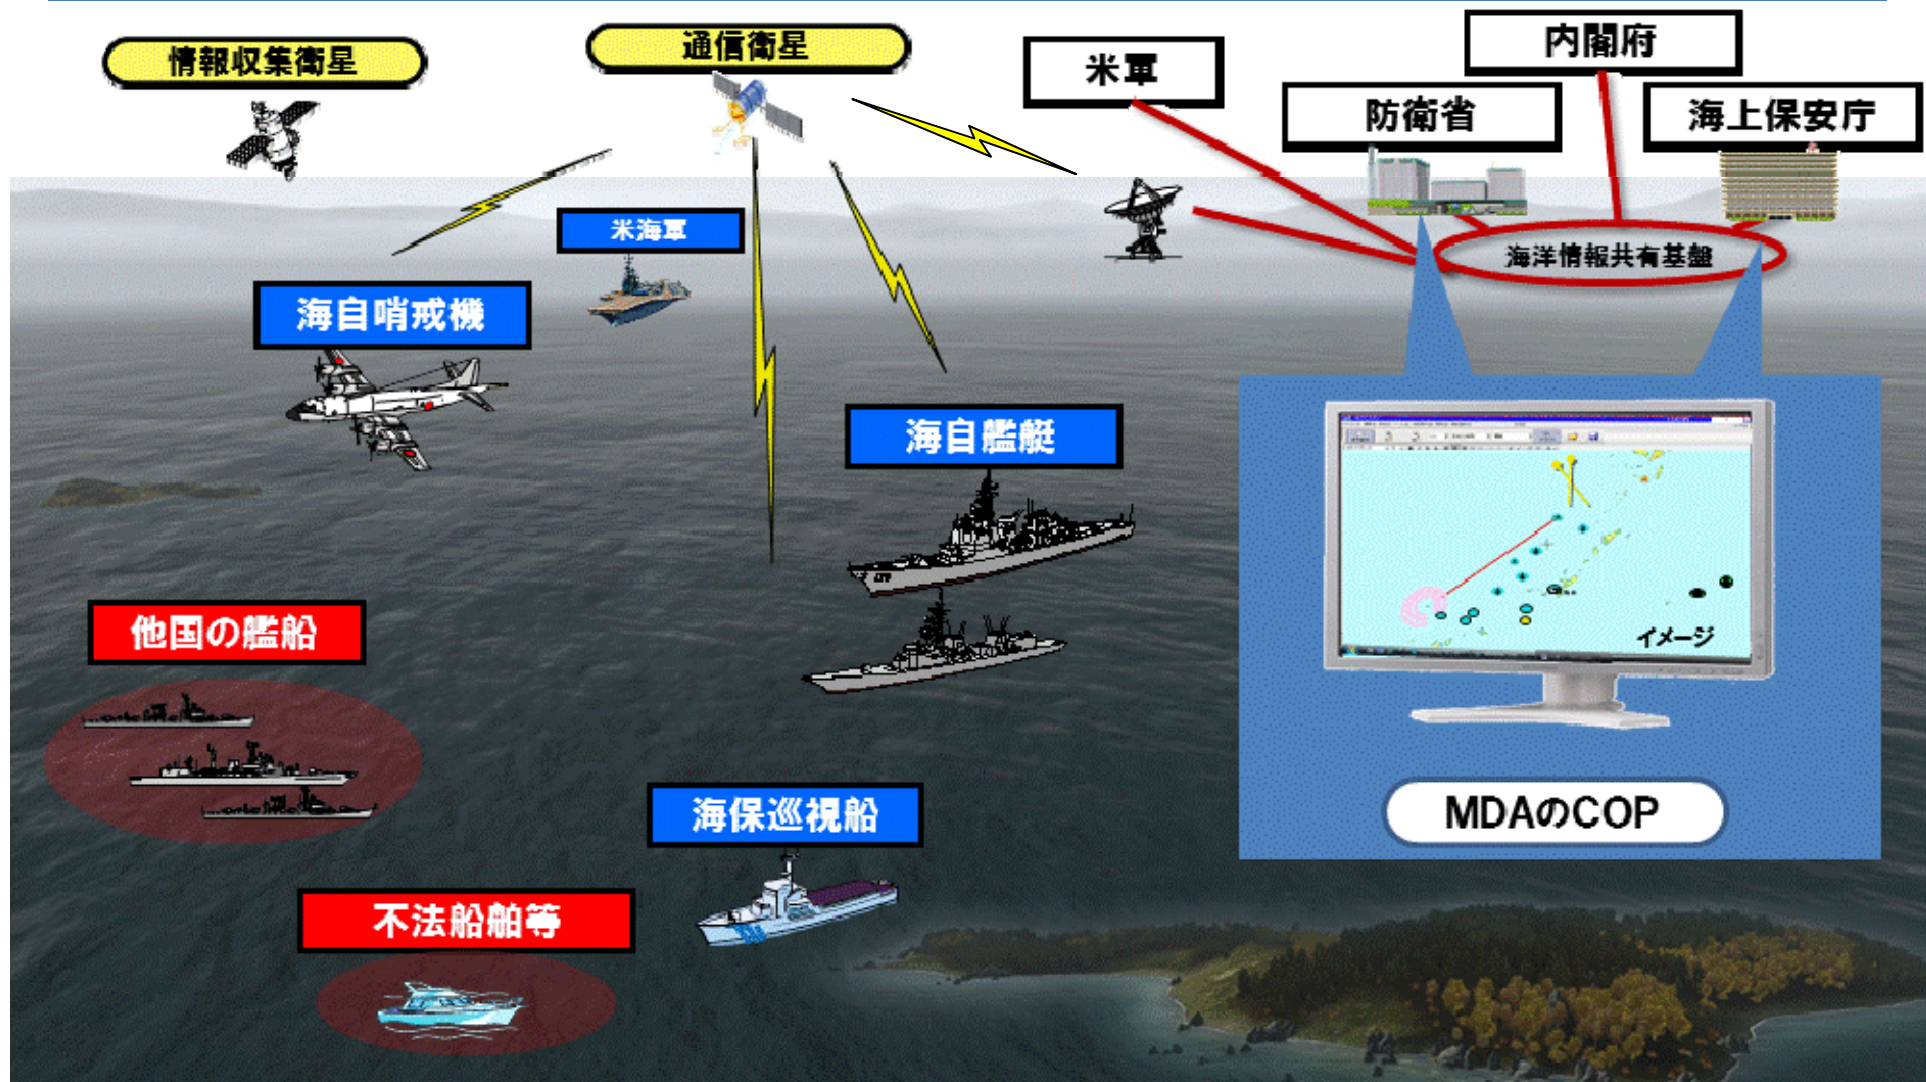 情報収集衛星
通信衛星
米軍
内閣府
防衛省
海上保安庁
米海軍
海洋情報共有基盤
海自哨戒機
海自艦艇
他国の艦船
イメージ
海保巡視船
MDAのCOP
不法船舶等